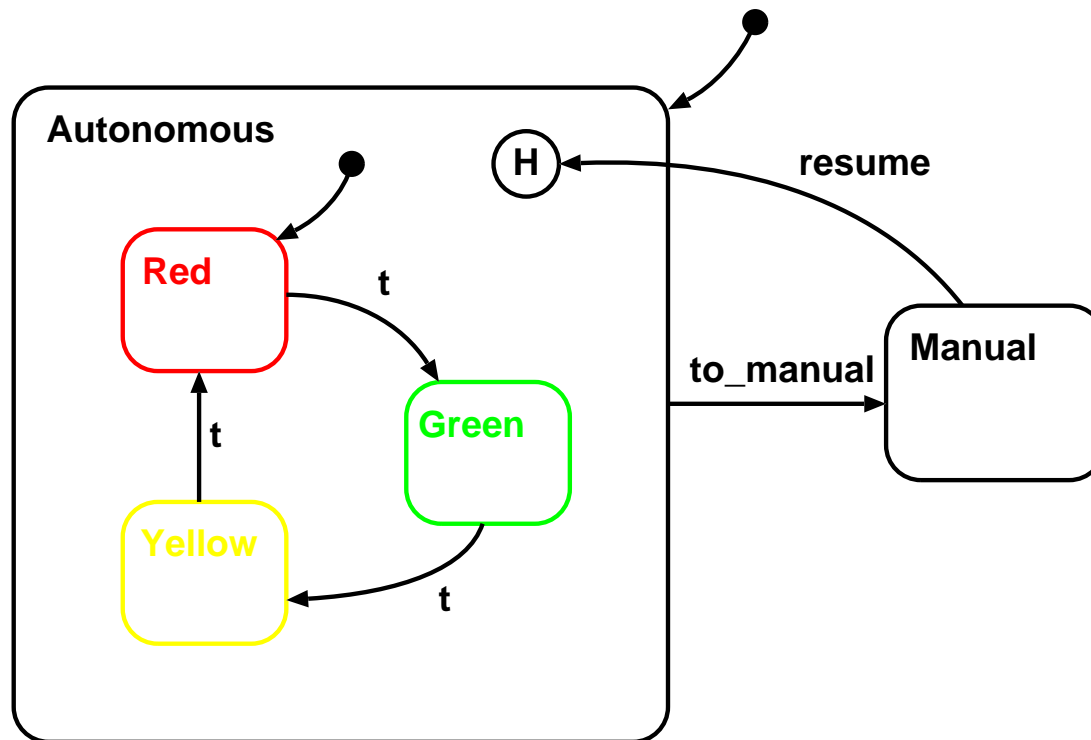 Autonomous
H
resume
Red
t
Manual
to_manual
Green
t
Yellow
t